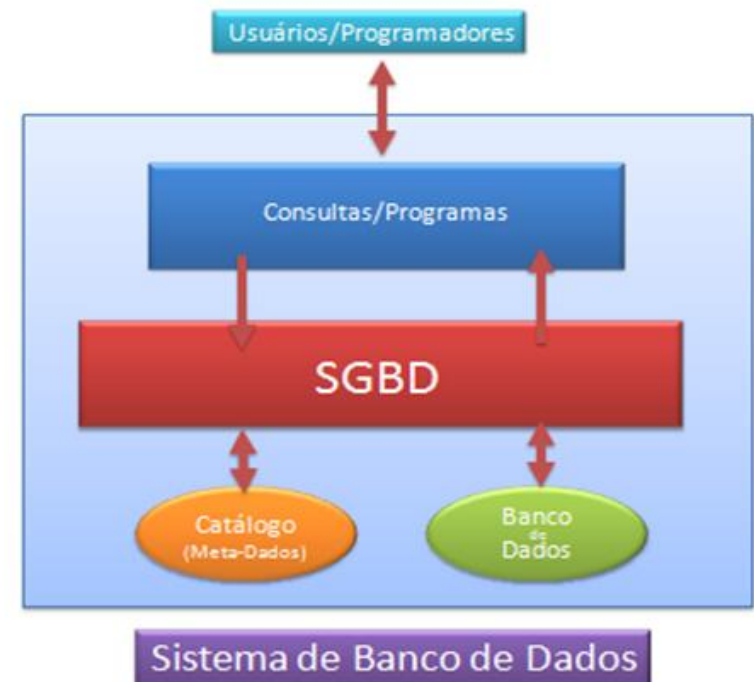 Usuários/Programadores
Consultas/Programas
SGBD
Catálogo
(Meta-Dados)
Banco
de
Dados
Sistema de Banco de Dados